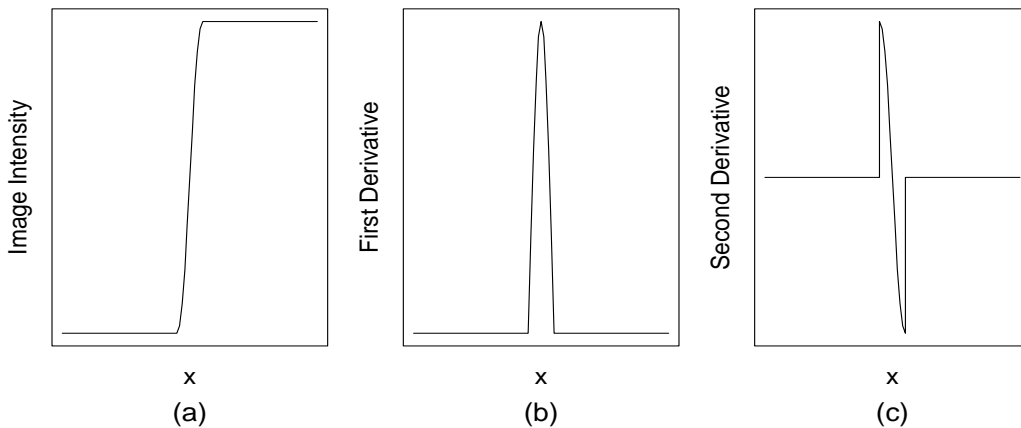 Image Intensity
x
(a)
First Derivative
x
(b)
Second Derivative
x
(c)